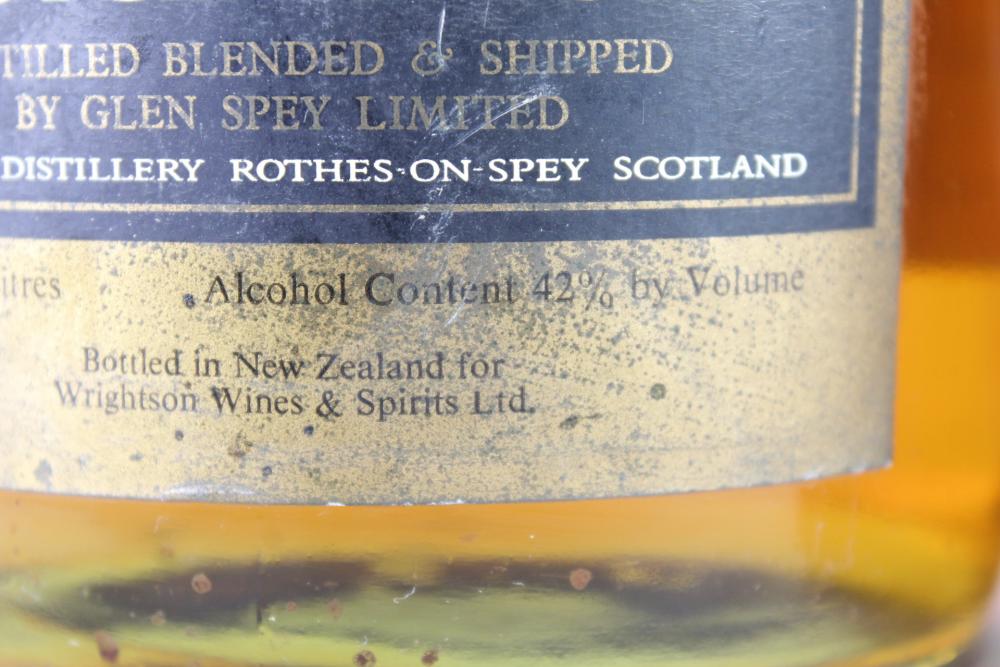 TILLED BLENDED & SHIPPED
BY GLEN SPEY LIMITED
DISTILLERY ROTHES-ON-SPEY SCOTLAND
itres Alcohol Content 42% by Volume
Bottled in New Zealand for
Wrightson Wines & Spirits Ltd.